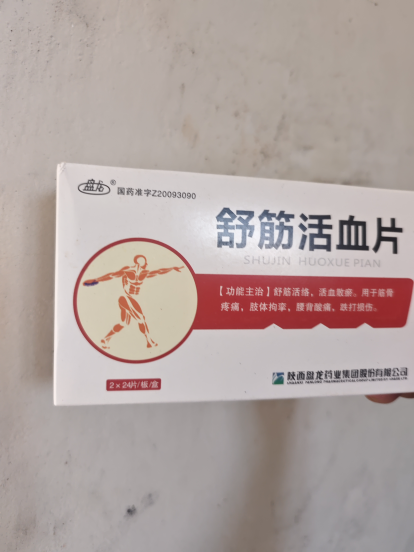 盘龙®
国药准字Z20093090
舒筋活血片
SHUJIN HUOXUE PIAN
【功能主治】舒筋活络，活血散瘀。用于筋骨
疼痛，肢体拘挛，腰背酸痛，跌打损伤。
2×24片/板/盒
陕西盘龙药业集团股份有限公司